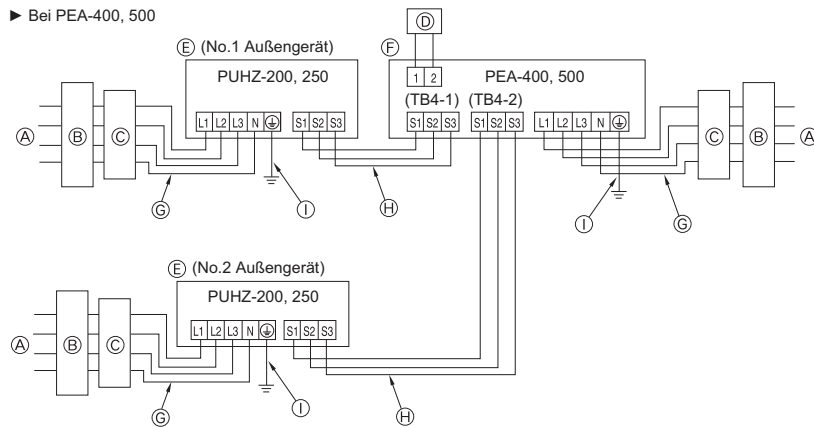 ► Bei PEA-400, 500
Ⓓ
Ⓔ (No.1 Außengerät)
Ⓕ
PUHZ-200, 250
1 2
PEA-400, 500
(TB4-1) (TB4-2)
L1 L2 L3 N S1 S2 S3
S1 S2 S3 S1 S2 S3 L1 L2 L3 N
Ⓐ Ⓑ Ⓒ
Ⓒ Ⓑ Ⓐ
Ⓖ Ⓘ Ⓗ Ⓘ Ⓖ
Ⓔ (No.2 Außengerät)
PUHZ-200, 250
L1 L2 L3 N S1 S2 S3
Ⓐ Ⓑ Ⓒ
Ⓖ Ⓘ Ⓗ